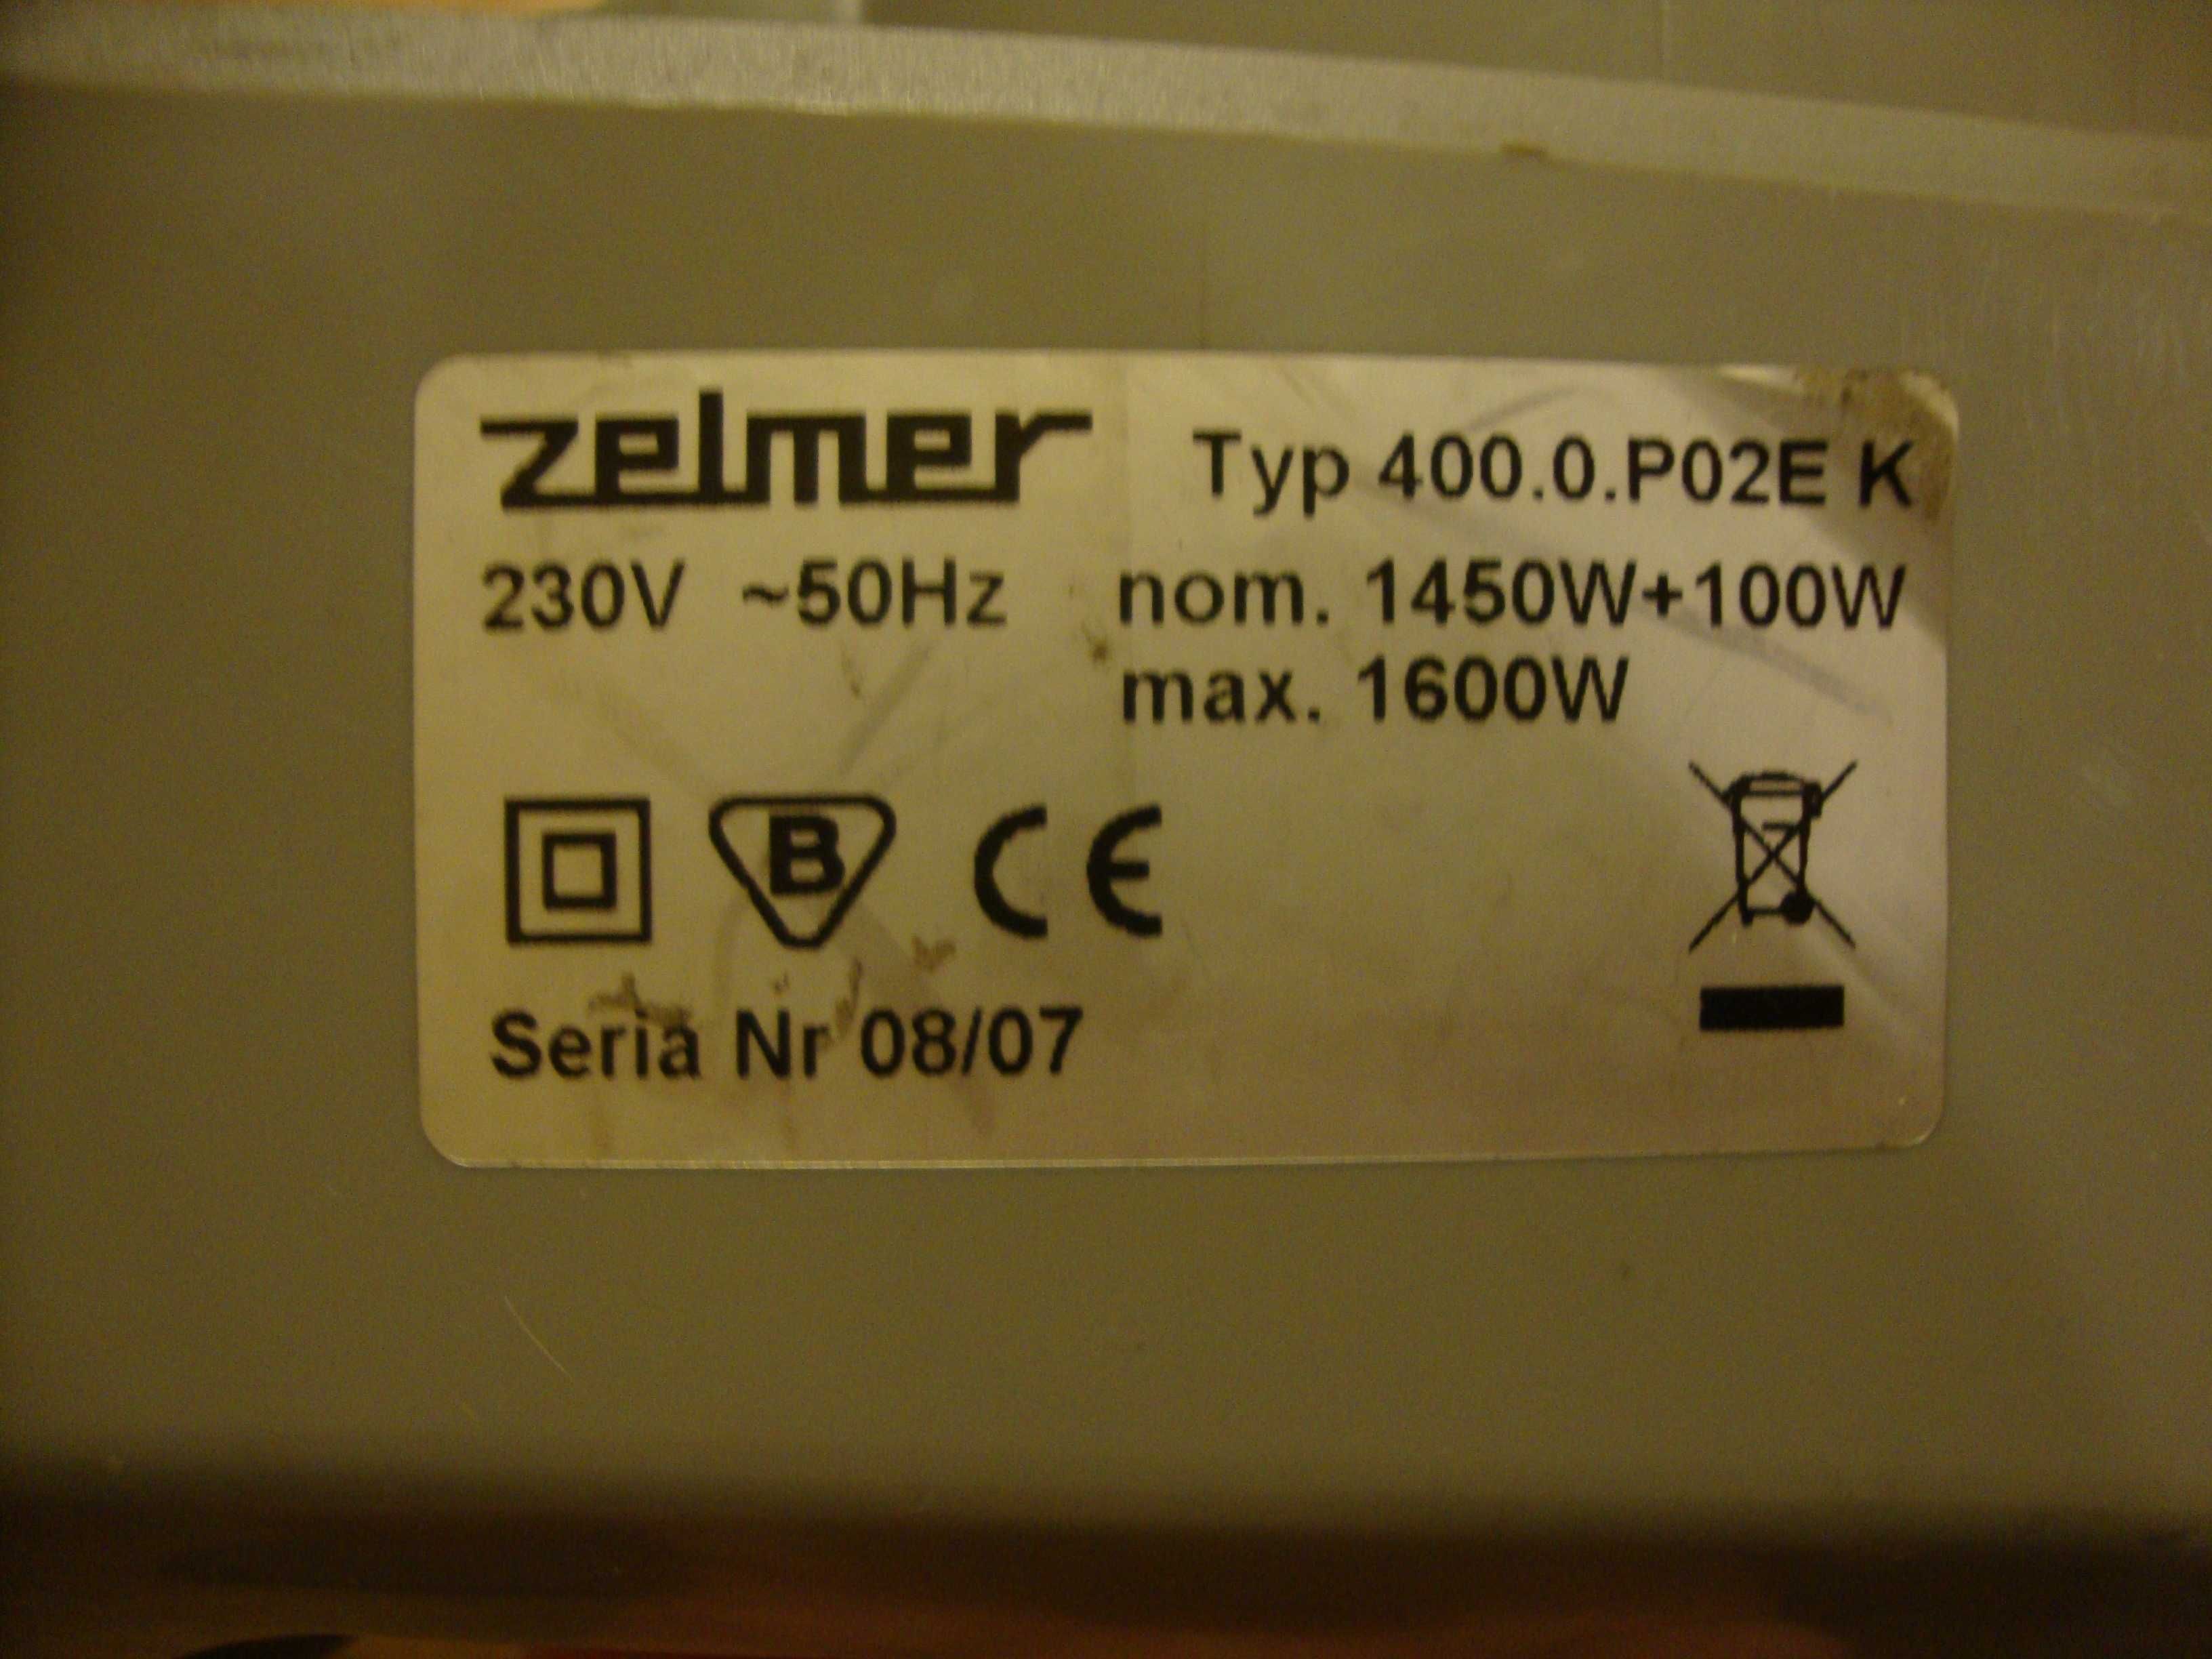 zelmer Typ 400.0.P02E K
230V ~50Hz nom. 1450W+100W
max. 1600W
B CE
Seria Nr 08/07